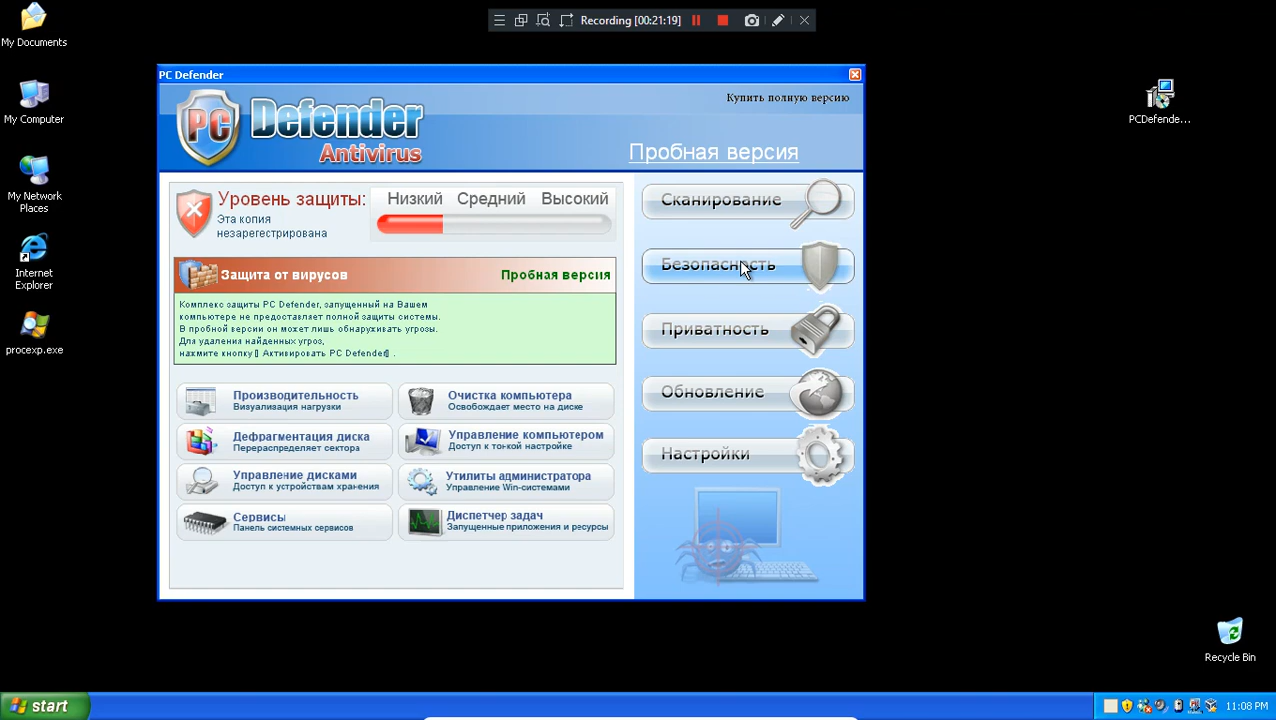 Recording [00:21:19]
My Documents
My Computer
My Network
Places
Internet
Explorer
procexp.exe
PCDefende...
Recycle Bin
PC Defender
PC Defender
Antivirus
Купить полную версию
Пробная версия
Уровень защиты:
Эта копия
незарегестрирована
Низкий Средний Высокий
Защита от вирусов Пробная версия
Комплекс защиты PC Defender, запущенный на Вашем
компьютере не предоставляет полной защиты системы.
В пробной версии он может лишь обнаруживать угрозы.
Для удаления найденных угроз,
нажмите кнопку[] Активировать PC Defender[] .
Производительность
Визуализация нагрузки
Очистка компьютера
Освобождает место на диске
Дефрагментация диска
Перераспределяет сектора
Управление компьютером
Доступ к тонкой настройке
Управление дисками
Доступ к устройствам хранения
Утилиты администратора
Управление Win-системами
Сервисы
Панель системных сервисов
Диспетчер задач
Запущенные приложения и ресурсы
Сканирование
Безопасность
Приватность
Обновление
Настройки
start
11:08 PM